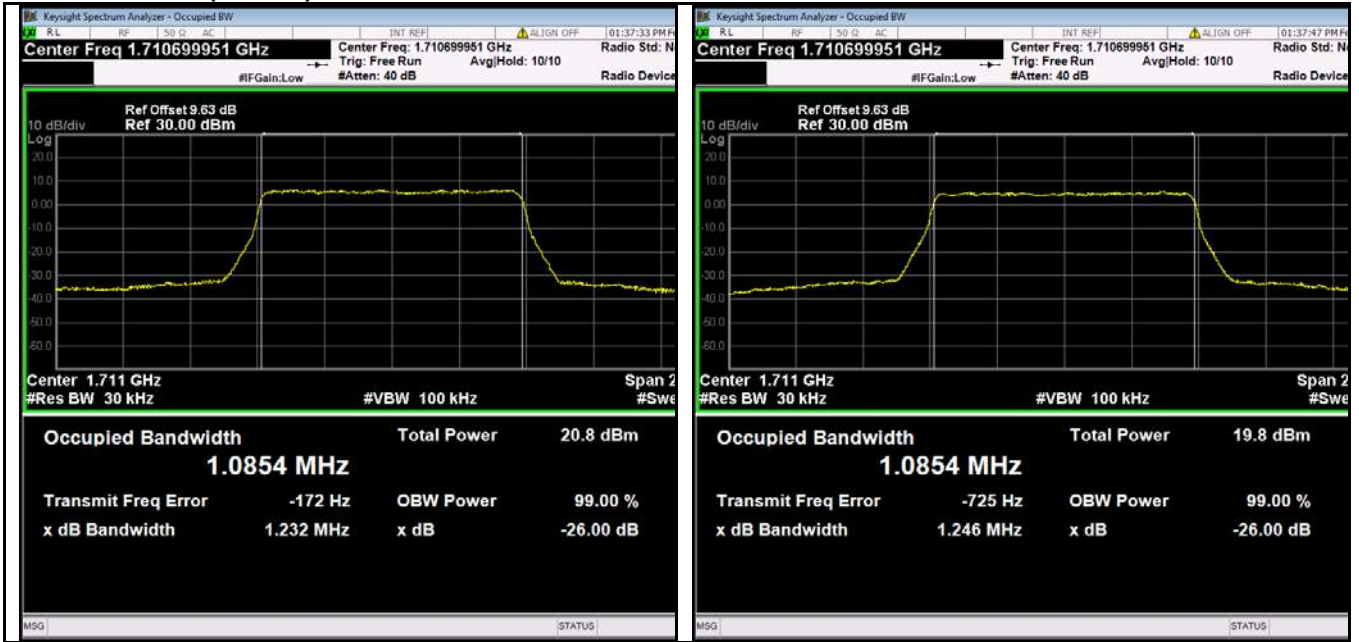 Keysight Spectrum Analyzer - Occupied BW
RL RF 50 Ω AC INT REF ALIGN OFF 01:37:33 PM
Center Freq 1.710699951 GHz
Center Freq: 1.710699951 GHz
Radio Std:
Trig: Free Run Avg|Hold: 10/10
#IFGain:Low
#Atten: 40 dB
Radio Device
Ref Offset 9.63 dB
10 dB/div Ref 30.00 dBm
Log
20.0
10.0
0.00
-10.0
-20.0
-30.0
-40.0
-50.0
-60.0
Center 1.711 GHz
Span 2
#Res BW 30 kHz
#VBW 100 kHz
#Swe
Occupied Bandwidth
Total Power 20.8 dBm
1.0854 MHz
Transmit Freq Error -172 Hz
OBW Power 99.00 %
x dB Bandwidth 1.232 MHz
x dB -26.00 dB
MSG
STATUS
Keysight Spectrum Analyzer - Occupied BW
RL RF 50 Ω AC INT REF ALIGN OFF 01:37:47 PM
Center Freq 1.710699951 GHz
Center Freq: 1.710699951 GHz
Radio Std:
Trig: Free Run Avg|Hold: 10/10
#IFGain:Low
#Atten: 40 dB
Radio Device
Ref Offset 9.63 dB
10 dB/div Ref 30.00 dBm
Log
20.0
10.0
0.00
-10.0
-20.0
-30.0
-40.0
-50.0
-60.0
Center 1.711 GHz
Span 2
#Res BW 30 kHz
#VBW 100 kHz
#Swe
Occupied Bandwidth
Total Power 19.8 dBm
1.0854 MHz
Transmit Freq Error -725 Hz
OBW Power 99.00 %
x dB Bandwidth 1.246 MHz
x dB -26.00 dB
MSG
STATUS